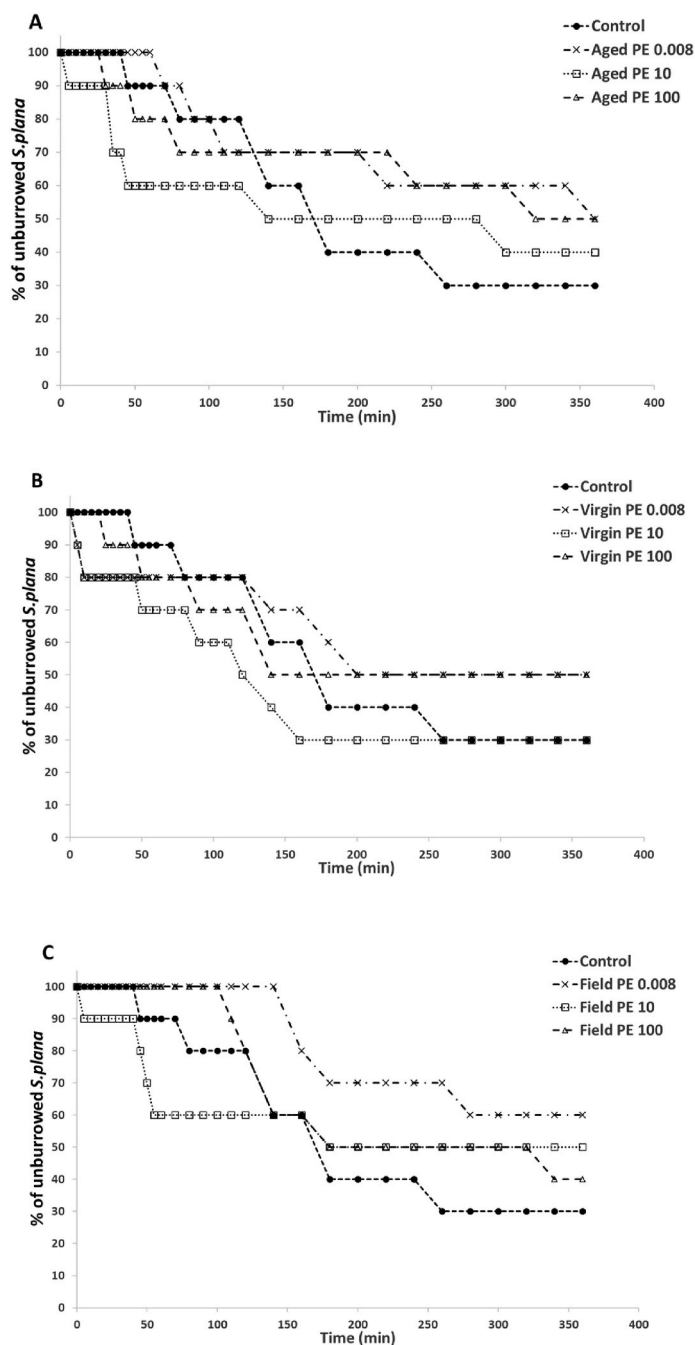 A
Control
Aged PE 0.008
Aged PE 10
Aged PE 100
% of unburrowed S.plana
100
90
80
70
60
50
40
30
20
10
0
0 50 100 150 200 250 300 350 400
Time (min)
B
Control
Virgin PE 0.008
Virgin PE 10
Virgin PE 100
% of unburrowed S.plana
100
90
80
70
60
50
40
30
20
10
0
0 50 100 150 200 250 300 350 400
Time (min)
C
Control
Field PE 0.008
Field PE 10
Field PE 100
% of unburrowed S.plana
100
90
80
70
60
50
40
30
20
10
0
0 50 100 150 200 250 300 350 400
Time (min)